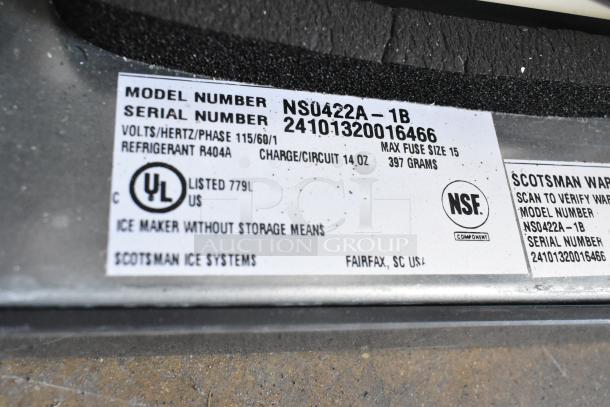 MODEL NUMBER NS0422A-1B
SERIAL NUMBER 24101320016466
VOLTS/HERTZ/PHASE 115/60/1 MAX FUSE SIZE 15
REFRIGERANT R404A CHARGE/CIRCUIT 14 OZ 397 GRAMS
C UL US LISTED 779L
NSF.
COMPONENT
ICE MAKER WITHOUT STORAGE MEANS
SCOTSMAN ICE SYSTEMS FAIRFAX, SC USA
SCOTSMAN WAR
SCAN TO VERIFY WAR
MODEL NUMBER
NS0422A-1B
SERIAL NUMBER
24101320016466
PCI
AUCTION GROUP